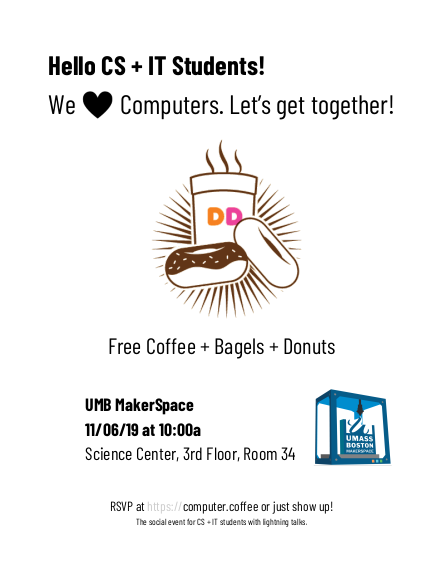 Hello CS + IT Students!
We ♥ Computers. Let's get together!
DD
Free Coffee + Bagels + Donuts
UMB MakerSpace
11/06/19 at 10:00a
Science Center, 3rd Floor, Room 34
UMASS
BOSTON
MAKERSPACE
RSVP at https://computer.coffee or just show up!
The social event for CS + IT students with lightning talks.